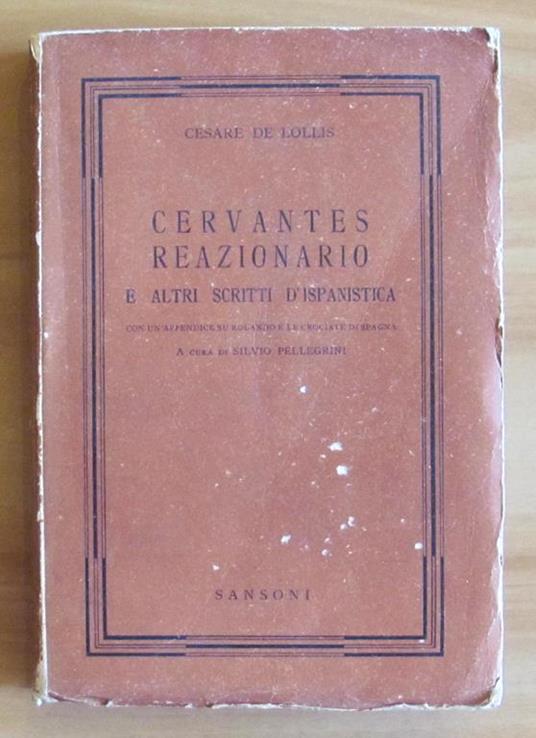 CESARE DE LOLLIS
CERVANTES
REAZIONARIO
E ALTRI SCRITTI D'ISPANISTICA
CON UN'APPENDICE SU ROLANDO E LE CROCIATE DI SPAGNA
A CURA DI SILVIO PELLEGRINI
SANSONI